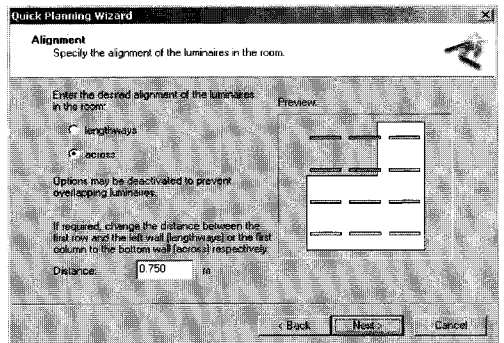 Quick Planning Wizard
Alignment
Specify the alignment of the luminaires in the room.
Enter the desired alignment of the luminaires
in the room:
lengthways
across
Options may be deactivated to prevent
overlapping luminaires.
If required, change the distance between the
first row and the left wall (lengthways) or the first
column to the bottom wall (across) respectively.
Distance: 0.750 m
Preview:
< Back Next > Cancel